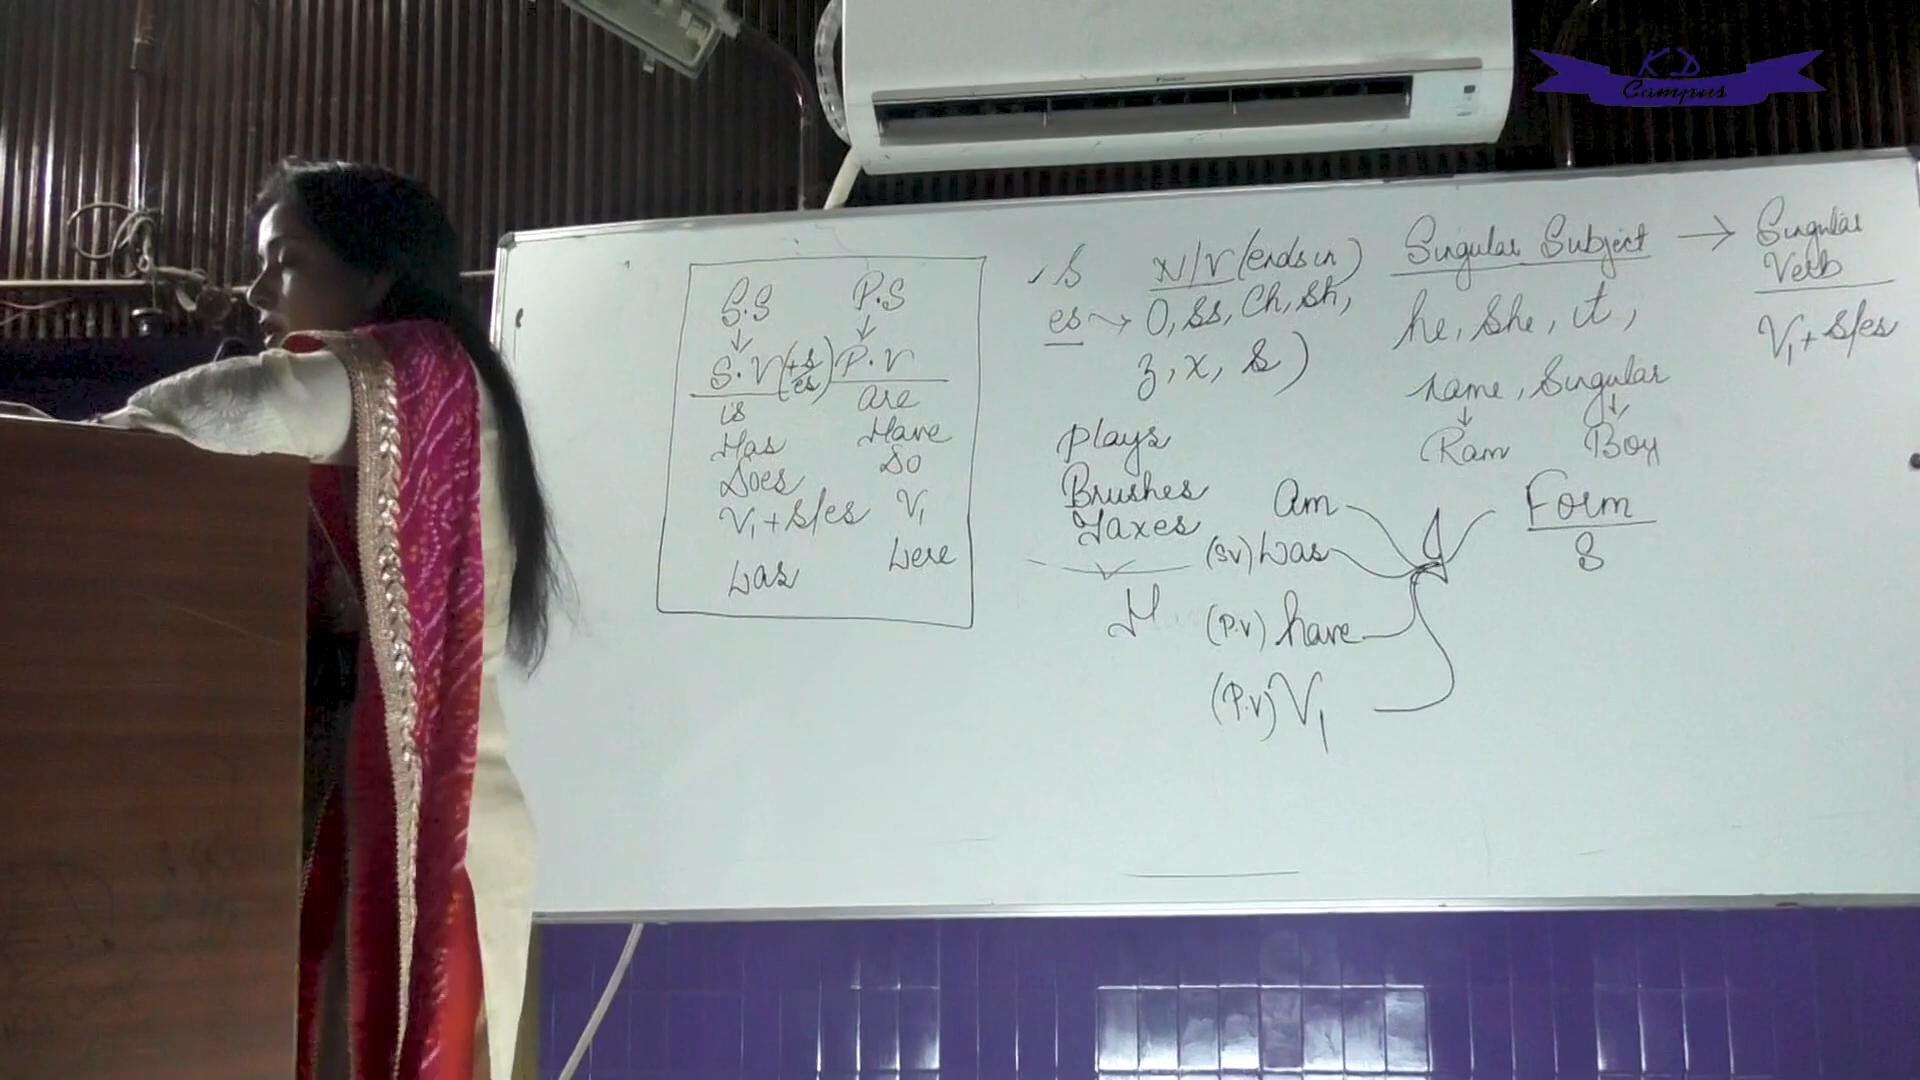 KD
Campus
S.S P.S
↓ ↓
S.V (+s/es) P.V
is are
Has Have
Does Do
V1+s/es V1
was were
s N/V (ends in)
es → O, ss, Ch, sh,
z, x, s)
plays
Brushes
Taxes
Singular Subject → Singular Verb
he, she, it, V1+s/es
name, Singular
↓ ↓
Ram Boy
am I Form
(SV) was S
(P.V) have
(P.V) V1